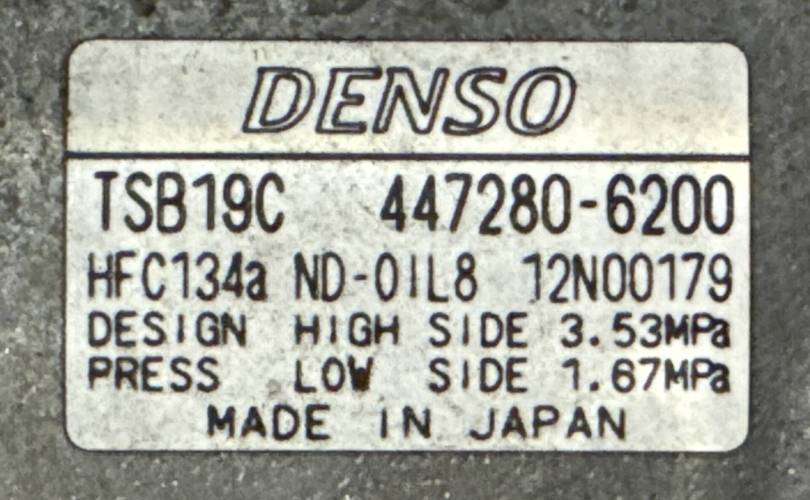 DENSO
TSB19C 447280-6200
HFC134a ND-OIL8 12N00179
DESIGN HIGH SIDE 3.53MPa
PRESS LOW SIDE 1.67MPa
MADE IN JAPAN